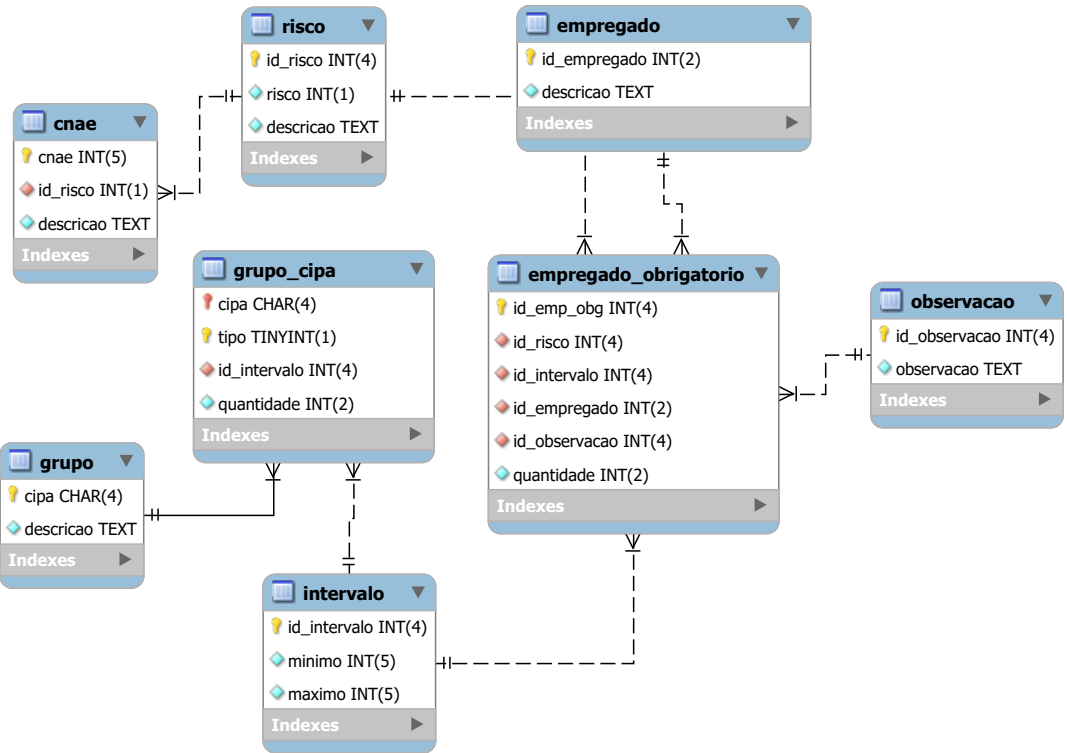 risco
id_risco INT(4)
risco INT(1)
descricao TEXT
Indexes
empregado
id_empregado INT(2)
descricao TEXT
Indexes
cnae
cnae INT(5)
id_risco INT(1)
descricao TEXT
Indexes
grupo_cipa
cipa CHAR(4)
tipo TINYINT(1)
id_intervalo INT(4)
quantidade INT(2)
Indexes
empregado_obrigatorio
id_emp_obg INT(4)
id_risco INT(4)
id_intervalo INT(4)
id_empregado INT(2)
id_observacao INT(4)
quantidade INT(2)
Indexes
observacao
id_observacao INT(4)
observacao TEXT
Indexes
grupo
cipa CHAR(4)
descricao TEXT
Indexes
intervalo
id_intervalo INT(4)
minimo INT(5)
maximo INT(5)
Indexes